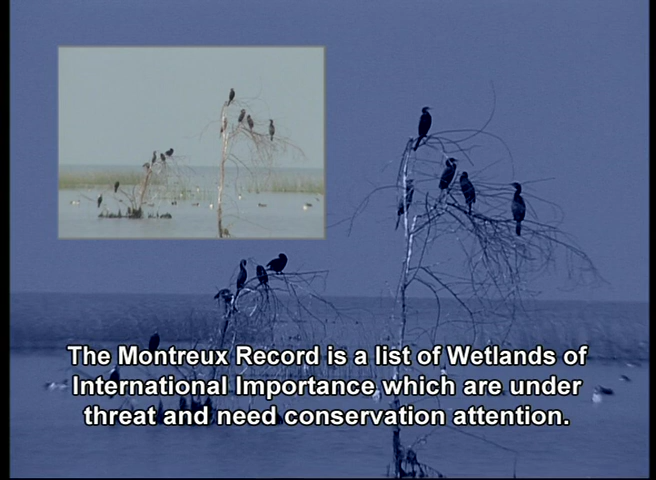 The Montreux Record is a list of Wetlands of
International Importance which are under
threat and need conservation attention.